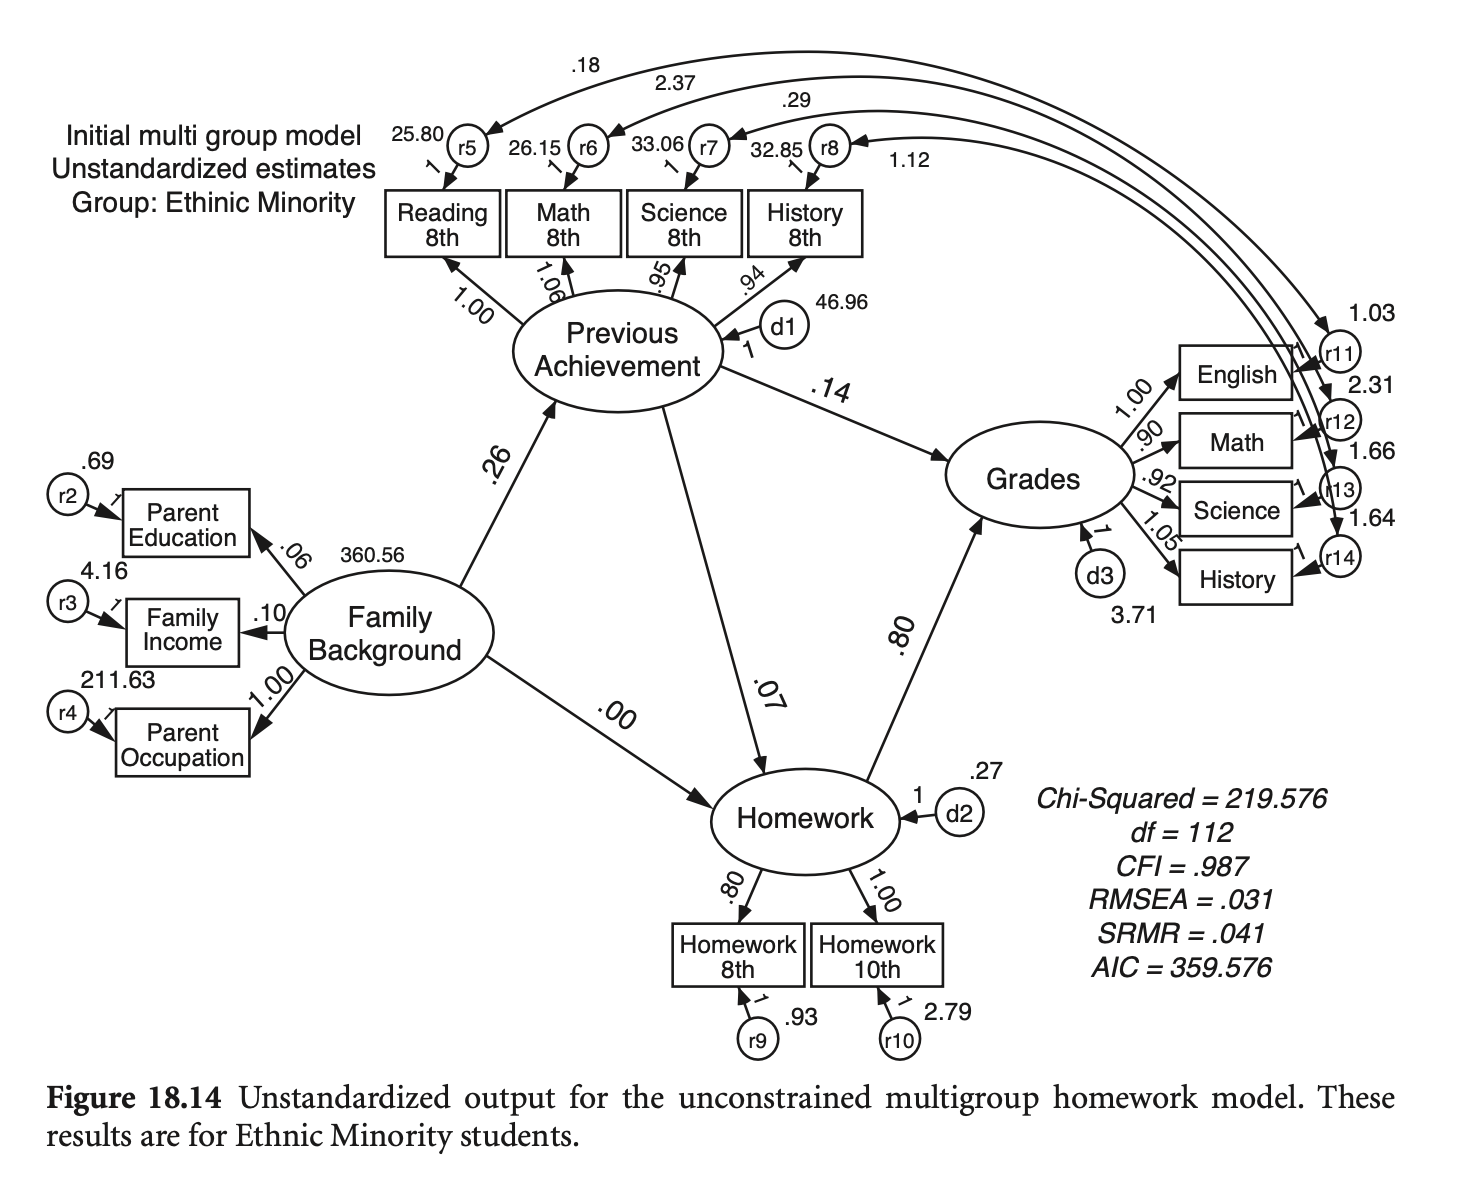 .18
2.37
.29
1.12
Initial multi group model
Unstandardized estimates
Group: Ethinic Minority
25.80 r5
26.15 r6
33.06 r7
32.85 r8
1
1
1
1
Reading
8th
Math
8th
Science
8th
History
8th
1.00
1.06
.95
.94
46.96
d1
1
Previous
Achievement
.14
1.03
r11
1
English
2.31
r12
1
Math
1.66
r13
1
Science
1.64
r14
1
History
1.00
.90
.92
1.05
Grades
1
d3
3.71
.26
.69
r2
1
Parent
Education
.06
4.16
r3
1
Family
Income
.10
211.63
r4
1
Parent
Occupation
1.00
360.56
Family
Background
.00
.07
.80
Homework
1
d2
.27
.80
1.00
Homework
8th
Homework
10th
1
r9
.93
1
r10
2.79
Chi-Squared = 219.576
df = 112
CFI = .987
RMSEA = .031
SRMR = .041
AIC = 359.576
Figure 18.14 Unstandardized output for the unconstrained multigroup homework model. These
results are for Ethnic Minority students.